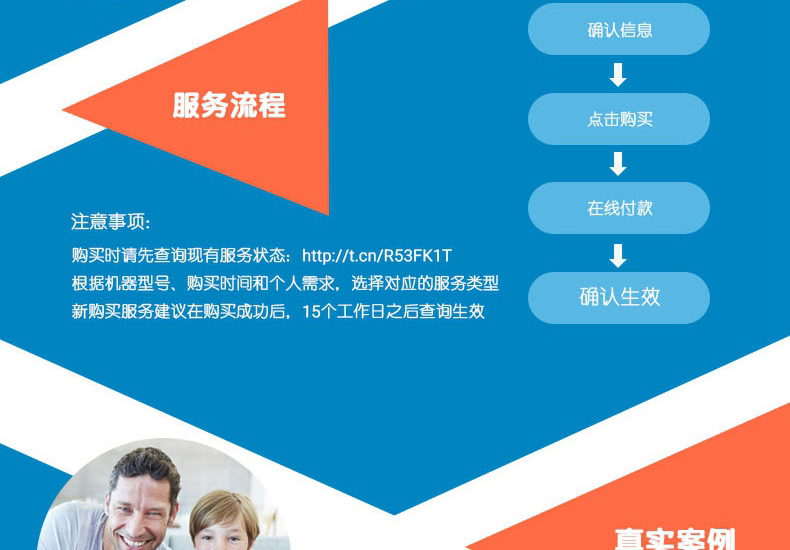 服务流程
确认信息
点击购买
在线付款
确认生效
注意事项:
购买时请先查询现有服务状态：http://t.cn/R53FK1T
根据机器型号、购买时间和个人需求，选择对应的服务类型
新购买服务建议在购买成功后，15个工作日之后查询生效
真实案例